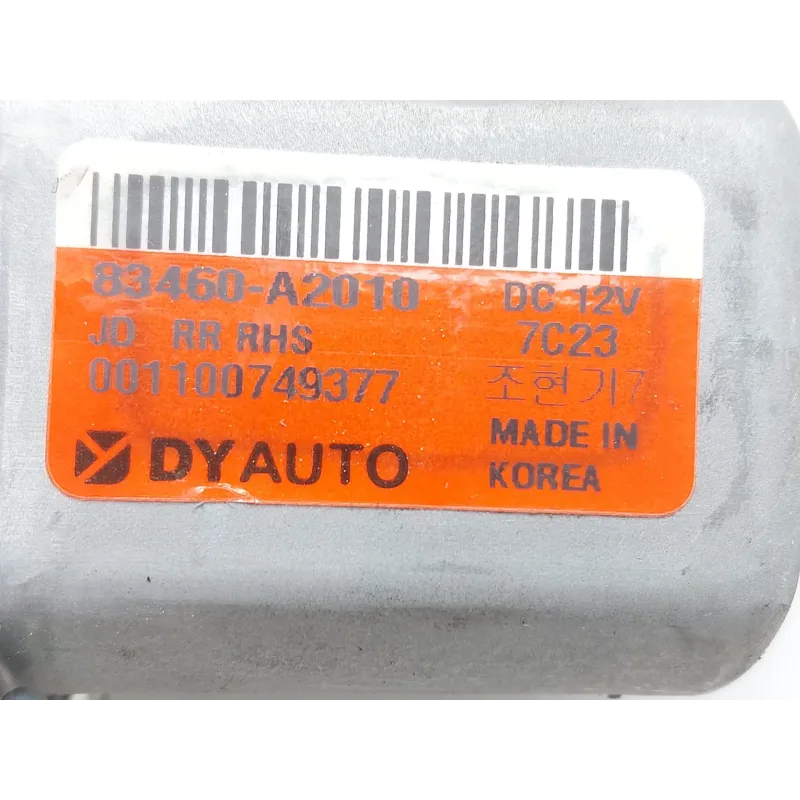 83460-A2010 DC 12V
JD RR RHS 7C23
001100749377 조현기7
DYAUTO MADE IN
KOREA